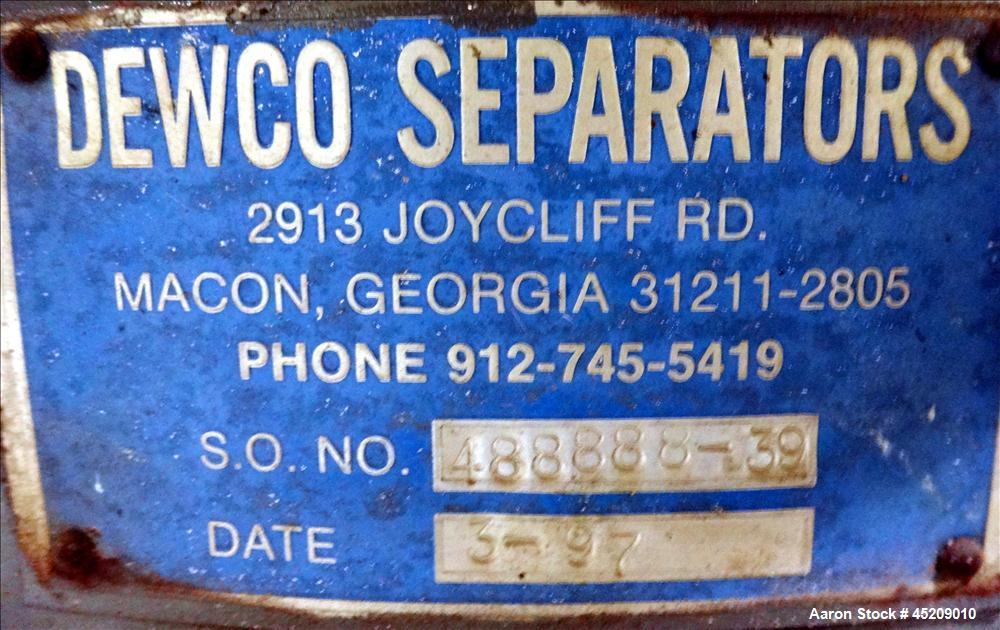 DEWCO SEPARATORS
2913 JOYCLIFF RD.
MACON, GEORGIA 31211-2805
PHONE 912-745-5419
S.O. NO. 488888-39
DATE 3-97
Aaron Stock # 45209010